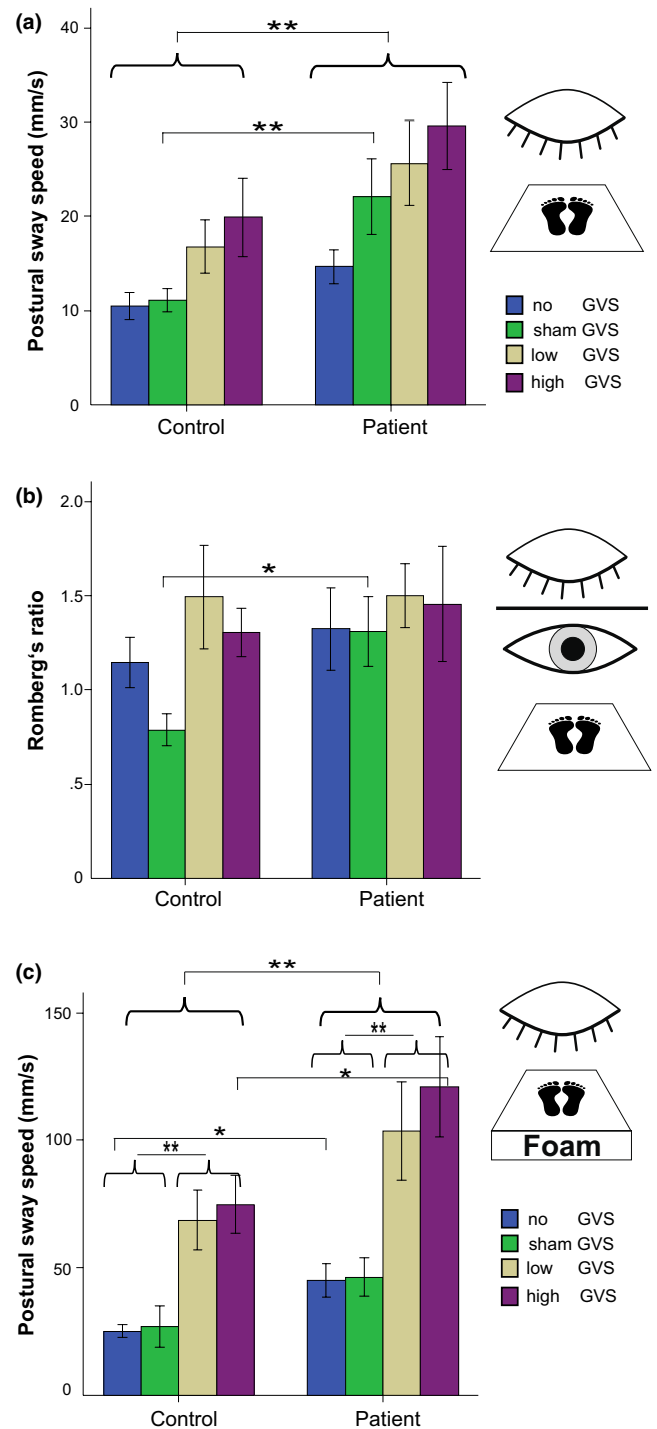 (a)
40
30
20
10
0
Postural sway speed (mm/s)
**
**
Control
Patient
no GVS
sham GVS
low GVS
high GVS
(b)
2.0
1.5
1.0
.5
0
Romberg‘s ratio
*
Control
Patient
(c)
150
100
50
0
Postural sway speed (mm/s)
**
**
*
*
**
Control
Patient
Foam
no GVS
sham GVS
low GVS
high GVS